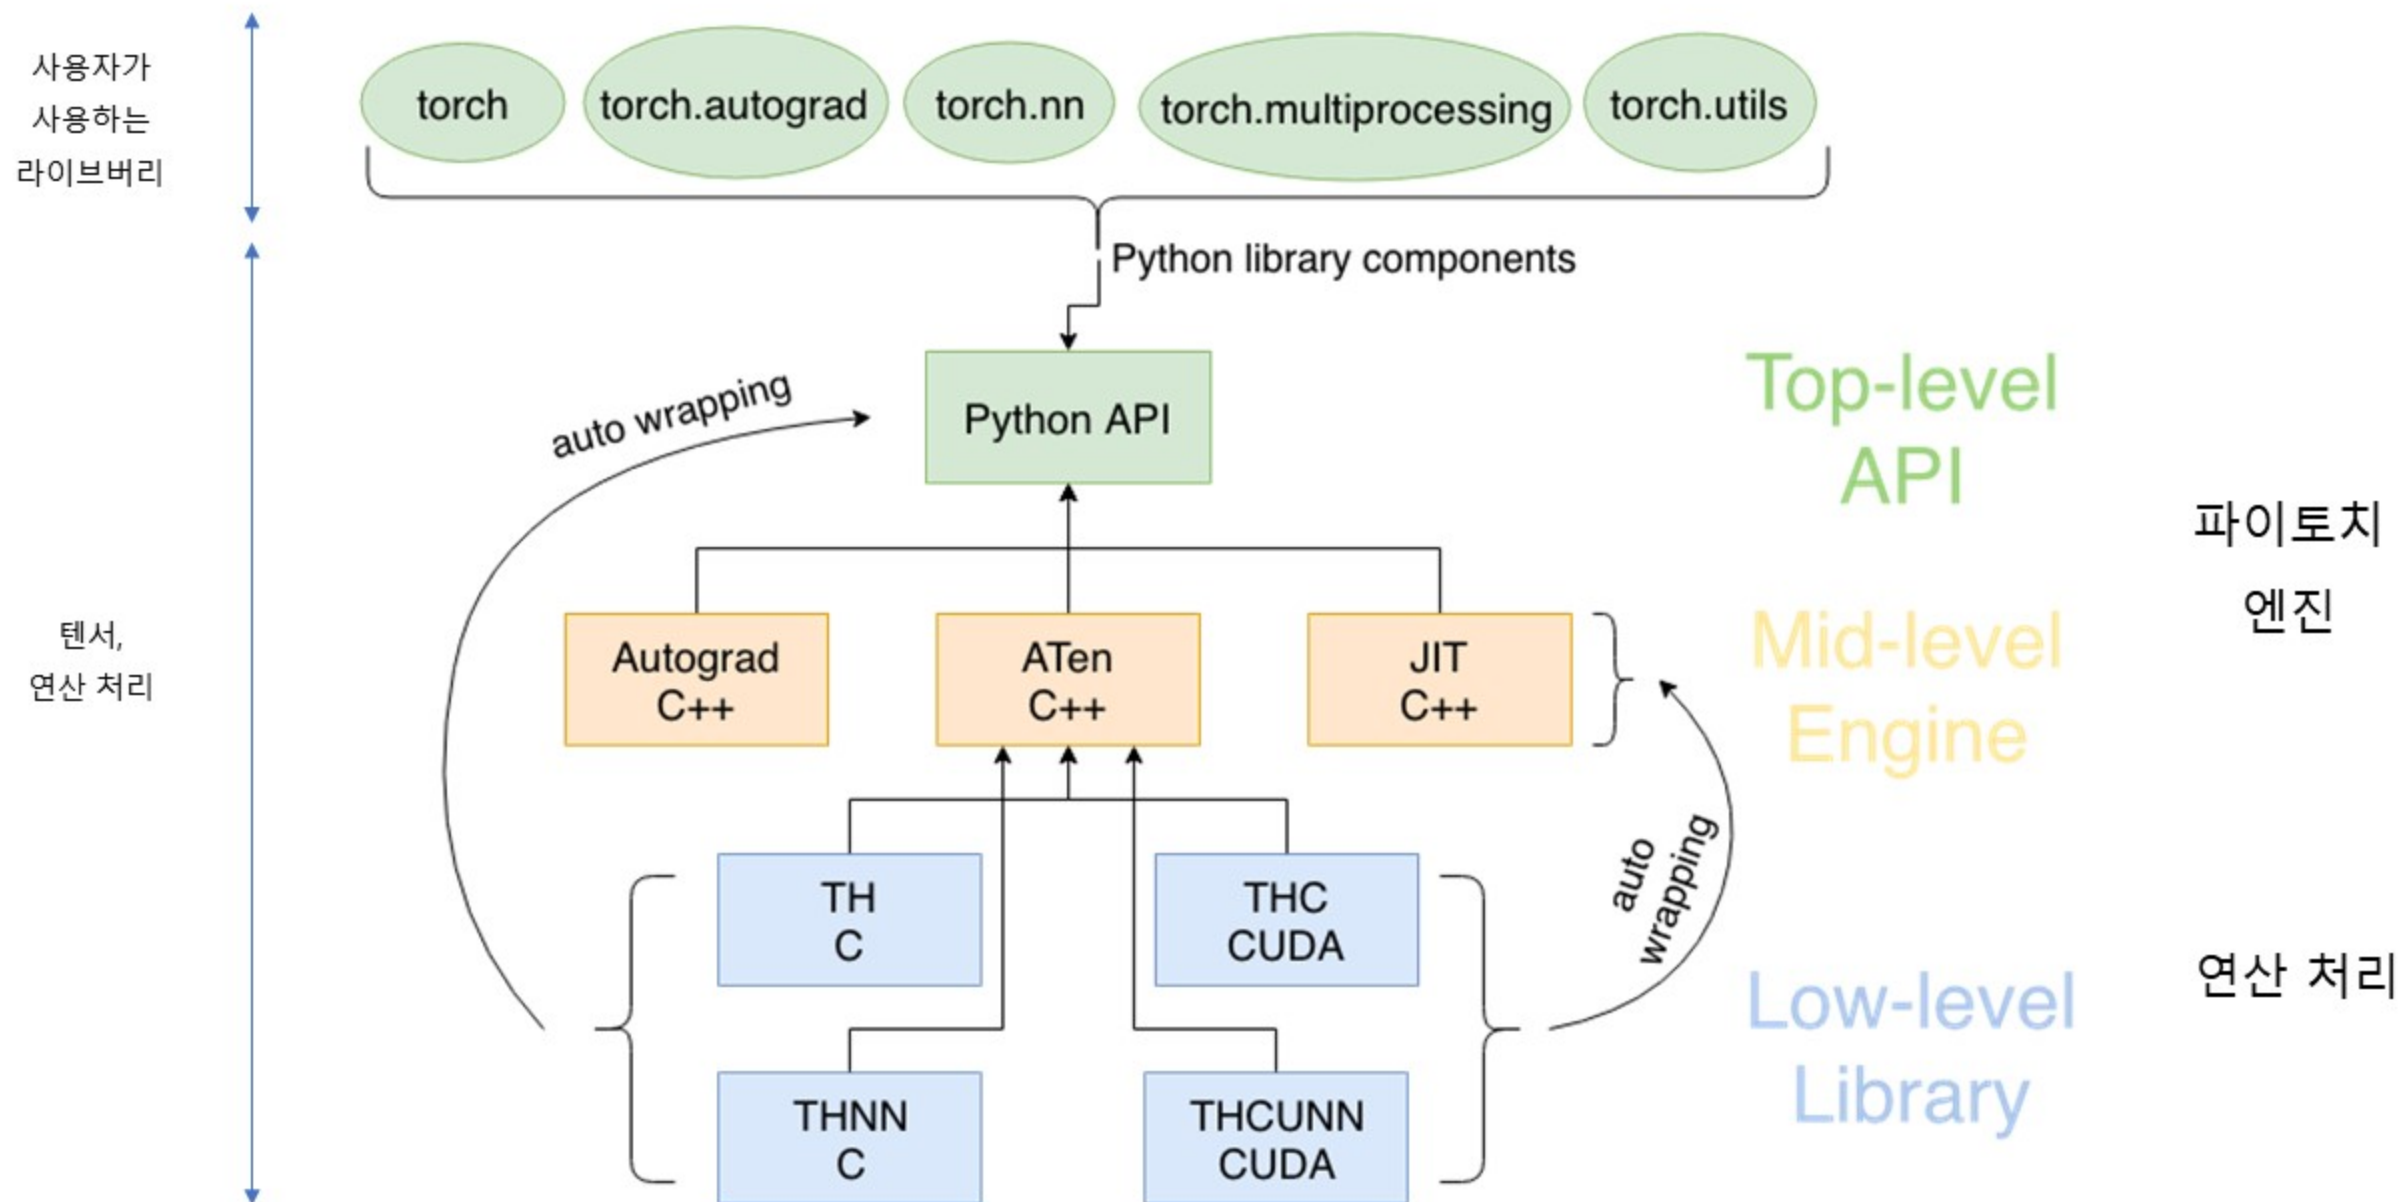 사용자가
사용하는
라이브버리
torch
torch.autograd
torch.nn
torch.multiprocessing
torch.utils
Python library components
auto wrapping
Python API
Top-level
API
파이토치
엔진
텐서,
연산 처리
Autograd
C++
ATen
C++
JIT
C++
Mid-level
Engine
auto
wrapping
TH
C
THC
CUDA
Low-level
Library
연산 처리
THNN
C
THCUNN
CUDA